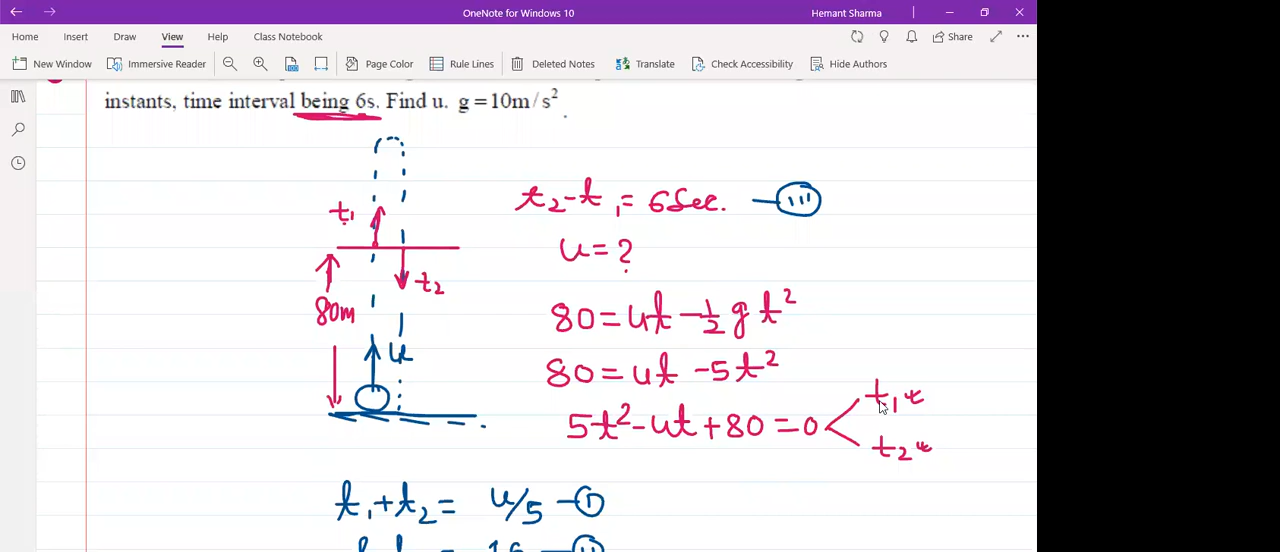 OneNote for Windows 10
Hemant Sharma
Home Insert Draw View Help Class Notebook
Share
New Window Immersive Reader Page Color Rule Lines Deleted Notes Translate Check Accessibility Hide Authors
instants, time interval being 6s. Find u. g = 10m/s²
t₂-t₁ = 6 Sec. — (III)
t₁
u = ?
t₂
80m
80 = ut - ½ g t²
u
80 = ut - 5t²
5t² - ut + 80 = 0
t₁
t₂
t₁ + t₂ = u/5 — (I)